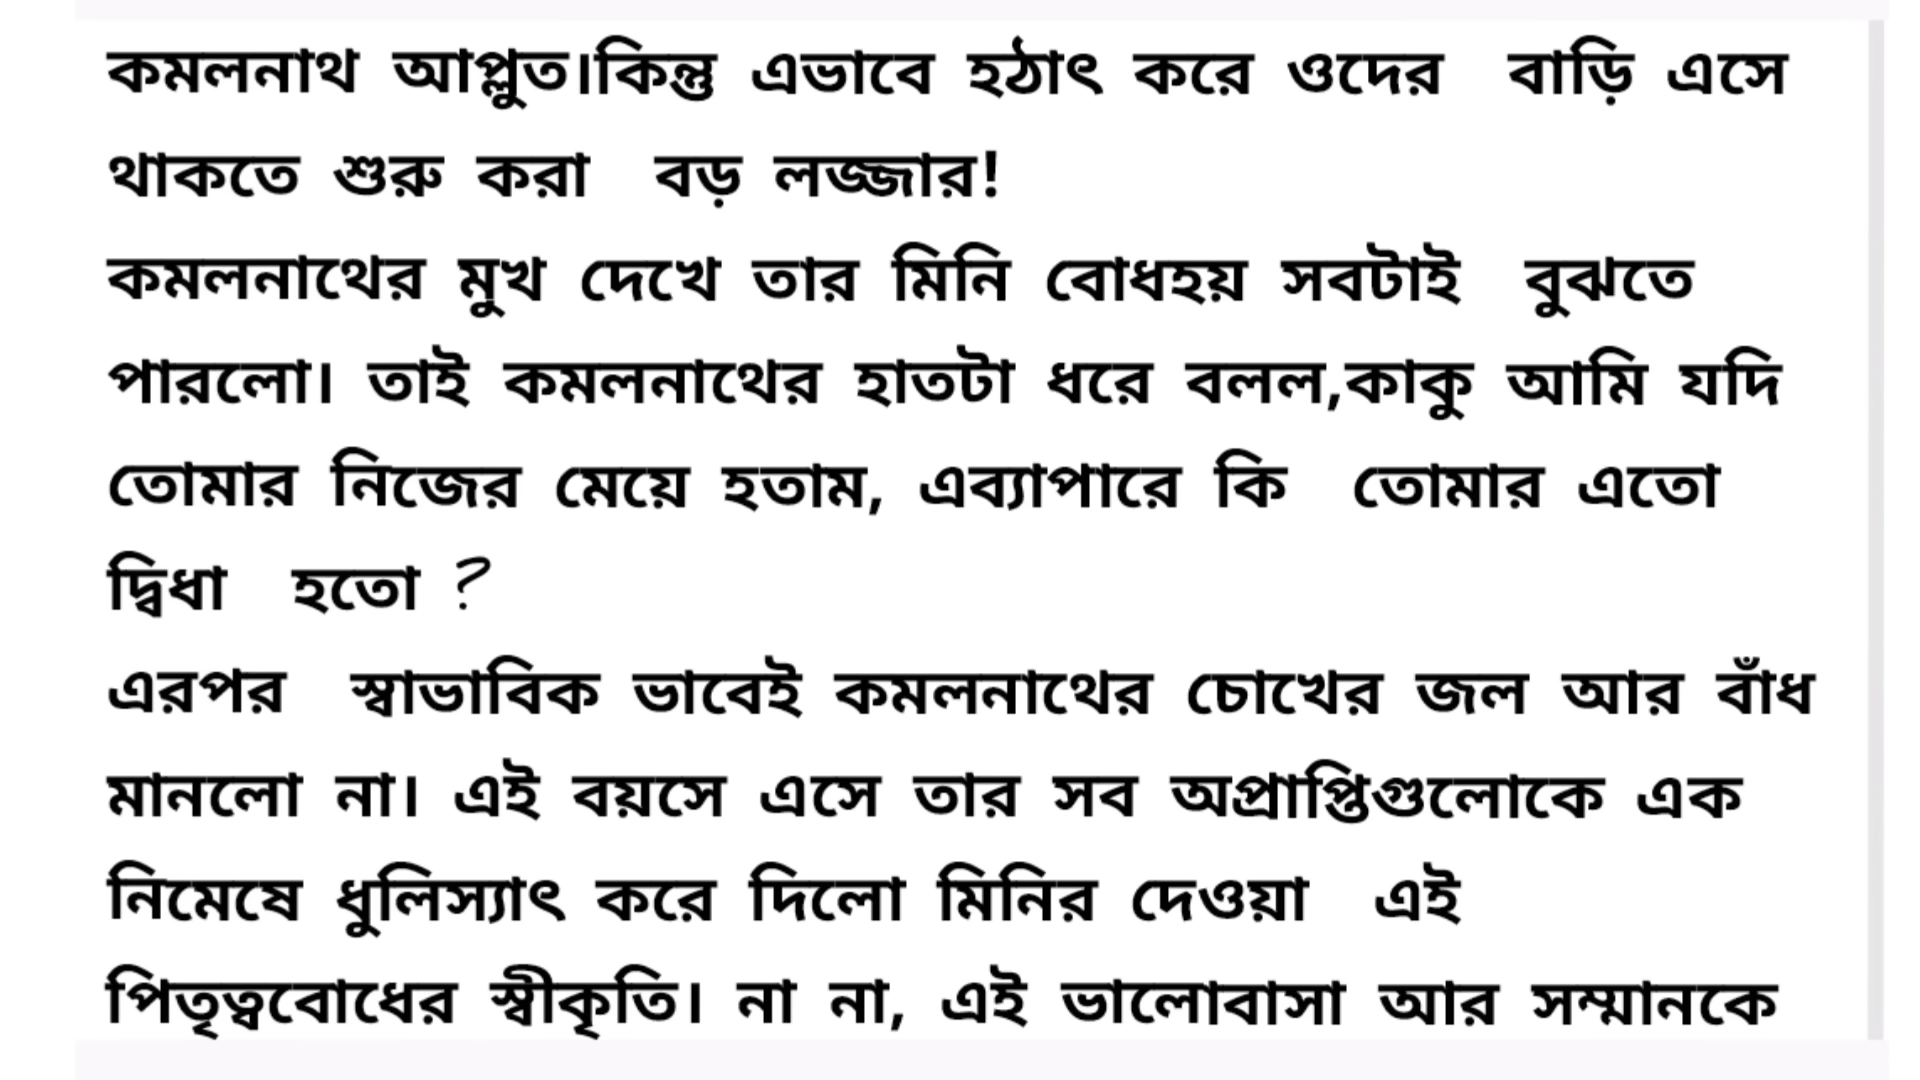 কমলনাথ আপ্লুত।কিন্তু এভাবে হঠাৎ করে ওদের বাড়ি এসে
থাকতে শুরু করা বড় লজ্জার!
কমলনাথের মুখ দেখে তার মিনি বোধহয় সবটাই বুঝতে
পারলো। তাই কমলনাথের হাতটা ধরে বলল,কাকু আমি যদি
তোমার নিজের মেয়ে হতাম, এব্যাপারে কি তোমার এতো
দ্বিধা হতো ?
এরপর স্বাভাবিক ভাবেই কমলনাথের চোখের জল আর বাঁধ
মানলো না। এই বয়সে এসে তার সব অপ্রাপ্তিগুলোকে এক
নিমেষে ধুলিস্যাৎ করে দিলো মিনির দেওয়া এই
পিতৃত্ববোধের স্বীকৃতি। না না, এই ভালোবাসা আর সম্মানকে